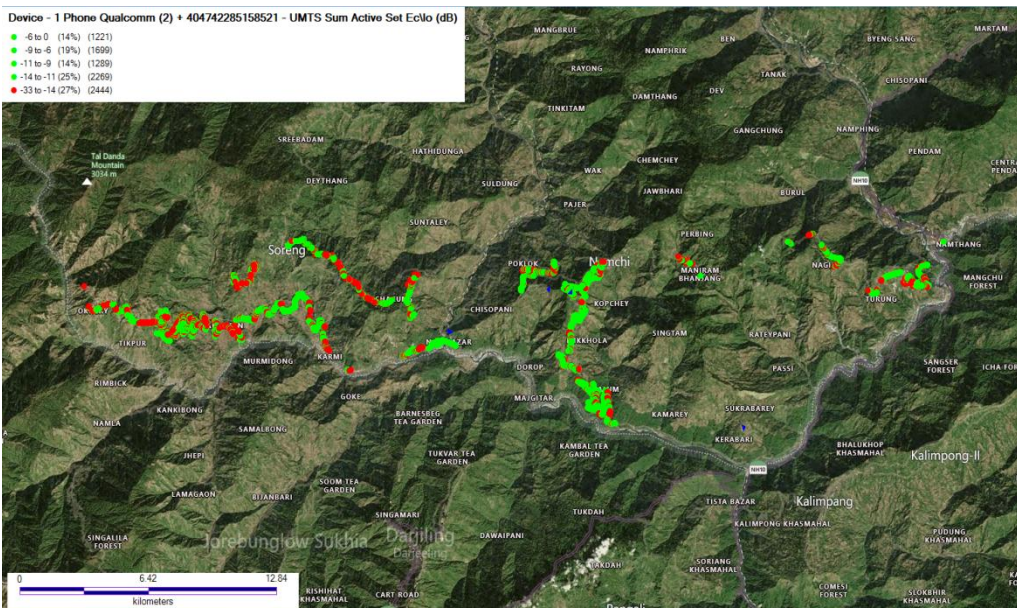 Device - 1 Phone Qualcomm (2) + 404742285158521 - UMTS Sum Active Set Ec\Io (dB)
-6 to 0 (14%) (1221)
-9 to -6 (19%) (1699)
-11 to -9 (14%) (1289)
-14 to -11 (25%) (2269)
-33 to -14 (27%) (2444)
MARTAM
MANGBRUE
BEN
BYENG SANG
NAMPHRIK
RAYONG
TANAK
CHISOPANI
DEV
DAMTHANG
TINKITAM
GANGCHUNG
NAMPHING
SREEBADAM
HATHIDUNGA
PENDAM
Tal Danda
Mountain
3034 m
CHEMCHEY
WAK
DEYTHANG
SULDUNG
JAWBHARI
BURUL
NH10
PAJER
SUNTALEY
PERBING
NAMTHANG
Soreng
POKLOK
NAGI
MANIRAM
BHANJANG
MANGCHU
FOREST
TURUNG
KOPCHEY
CHISOPANI
SINGTAM
RATEYPANI
TIKPUR
MURMIDONG
KARMI
SANGSER
FOREST
DOROP
PASSI
RIMBICK
GOKE
MAJGITAR
KANKIBONG
BARNESBEG
TEA GARDEN
KAMAREY
SUKRABAREY
NAMLA
SAMALBONG
KERABARI
BHALUKHOP
KHASMAHAL
KAMBAL TEA
GARDEN
JHEPI
TUKVAR TEA
GARDEN
Kalimpong-II
NH10
SOOM TEA
GARDEN
LAMAGAON
BIJANBARI
TISTA BAZAR
Kalimpang
SINGAMARI
TUKDAH
KALIMPONG KHASMAHAL
PUDUNG
KHASMAHAL
SINGALILA
FOREST
Jorebunglow Sukhia
Darjiling
Darjeeling
DAWAIPANI
TAKDAH
SORIANG
KHASMAHAL
COMESI
FOREST
SLOKBHIR
KHASMAHAL
RISHIHAT
KHASMAHAL
CART ROAD
0 6.42 12.84
kilometers